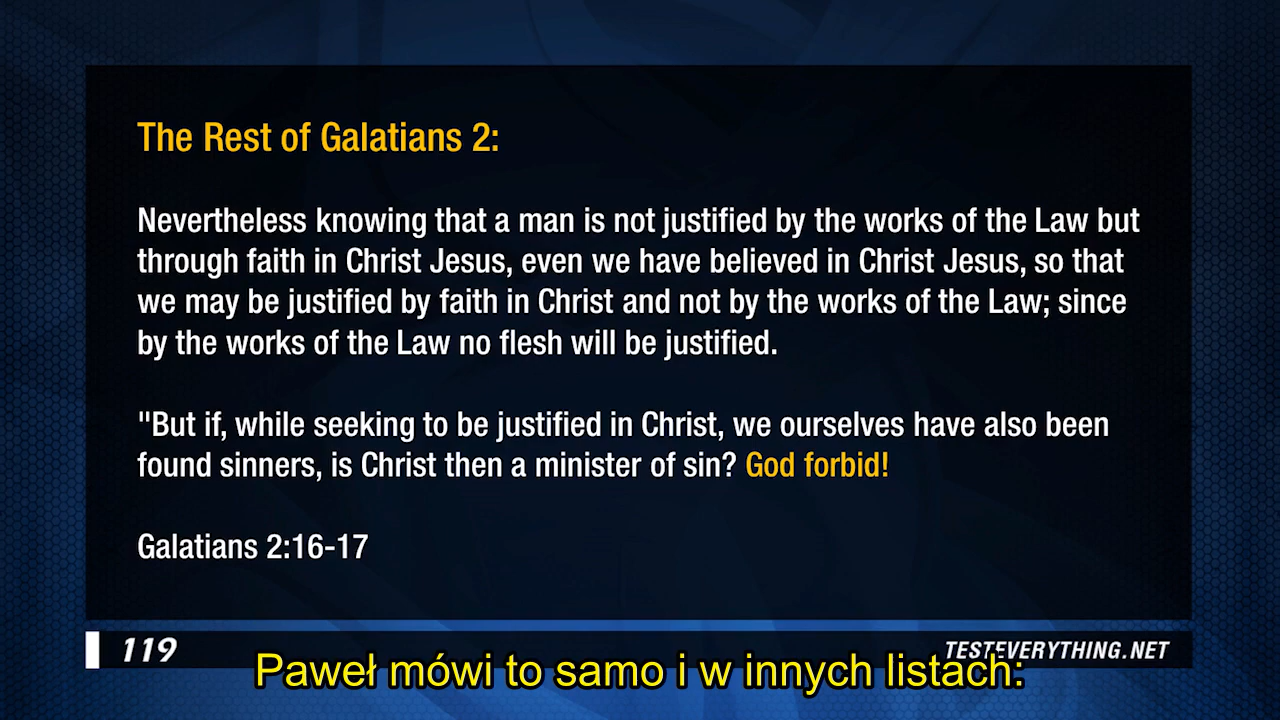 The Rest of Galatians 2:
Nevertheless knowing that a man is not justified by the works of the Law but
through faith in Christ Jesus, even we have believed in Christ Jesus, so that
we may be justified by faith in Christ and not by the works of the Law; since
by the works of the Law no flesh will be justified.
"But if, while seeking to be justified in Christ, we ourselves have also been
found sinners, is Christ then a minister of sin? God forbid!
Galatians 2:16-17
119
TESTEVERYTHING.NET
Paweł mówi to samo i w innych listach: